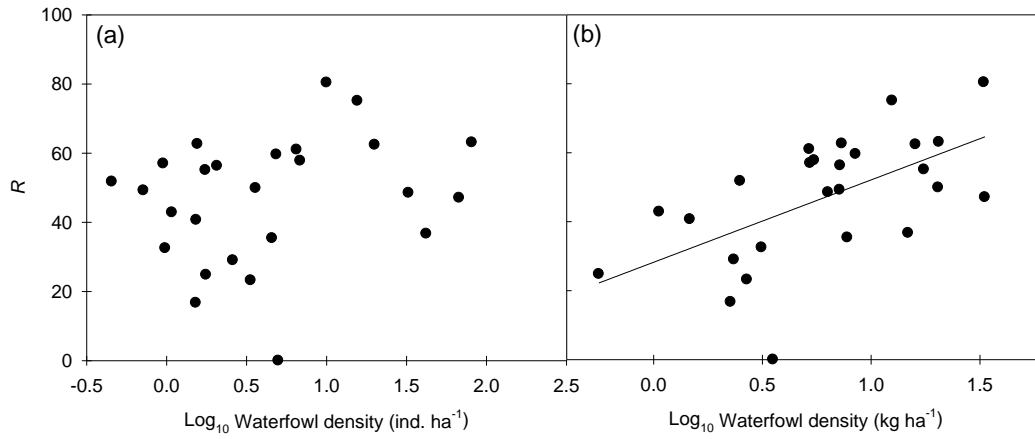 100
80
60
40
20
0
R
(a)
(b)
-0.5 0.0 0.5 1.0 1.5 2.0 2.5 0.0 0.5 1.0 1.5
Log₁₀ Waterfowl density (ind. ha⁻¹)
Log₁₀ Waterfowl density (kg ha⁻¹)